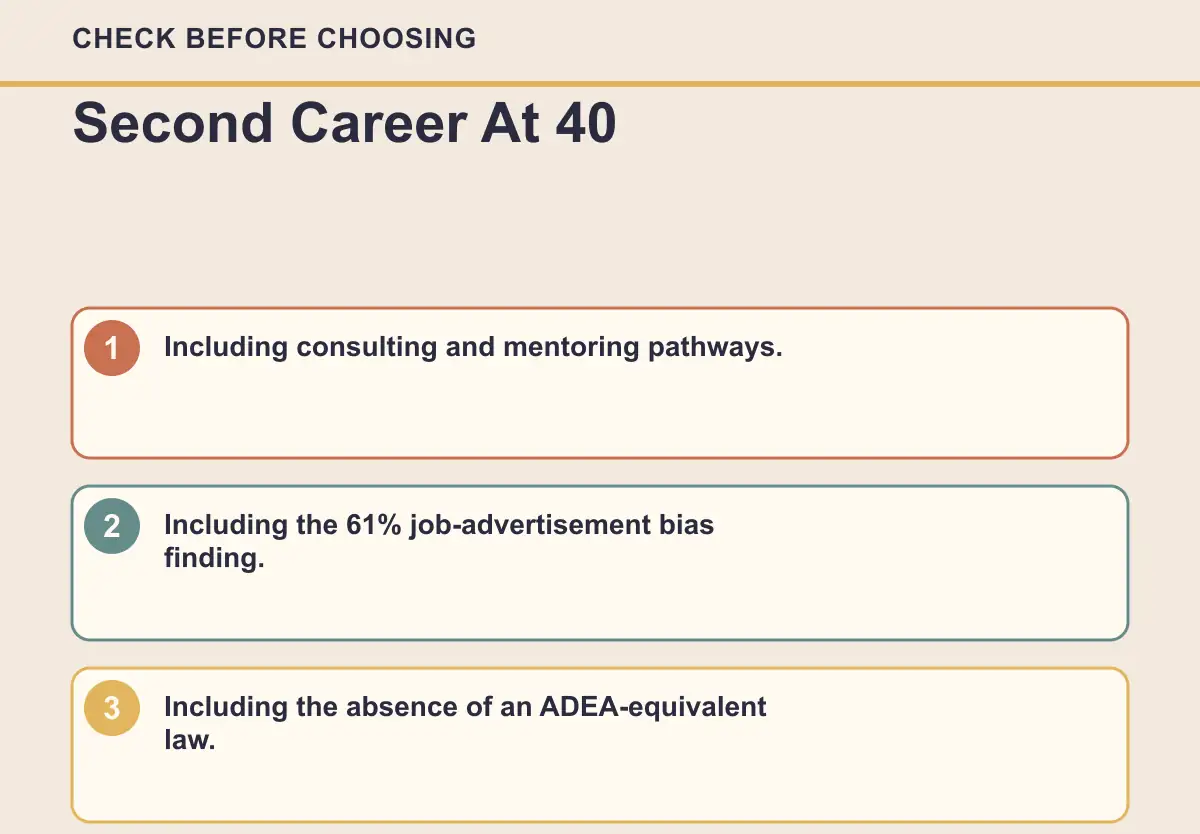 CHECK BEFORE CHOOSING
Second Career At 40
1
Including consulting and mentoring pathways.
2
Including the 61% job-advertisement bias
finding.
3
Including the absence of an ADEA-equivalent
law.